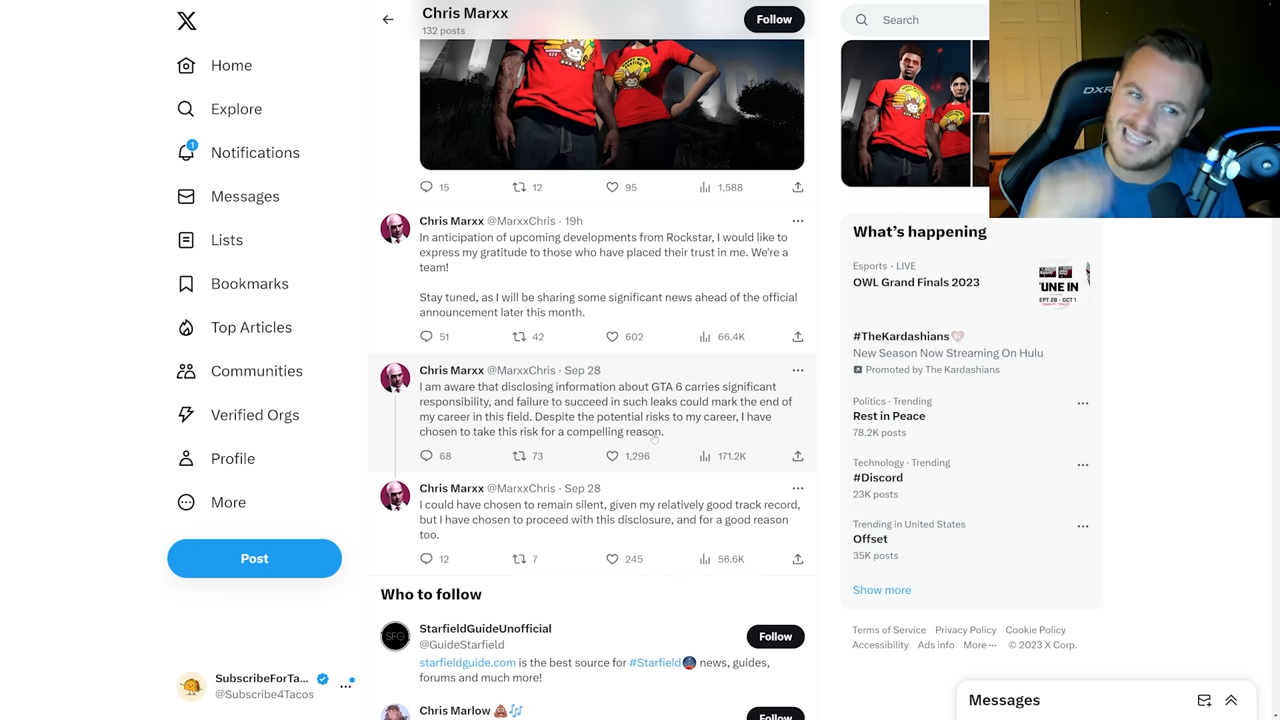 Home
Explore
1
Notifications
Messages
Lists
Bookmarks
Top Articles
Communities
Verified Orgs
Profile
More
Post
SubscribeForTa...
@Subscribe4Tacos
Chris Marxx
132 posts
Follow
15 12 95 1,588
Chris Marxx @MarxxChris · 19h
In anticipation of upcoming developments from Rockstar, I would like to
express my gratitude to those who have placed their trust in me. We're a
team!
Stay tuned, as I will be sharing some significant news ahead of the official
announcement later this month.
51 42 602 66.4K
Chris Marxx @MarxxChris · Sep 28
I am aware that disclosing information about GTA 6 carries significant
responsibility, and failure to succeed in such leaks could mark the end of
my career in this field. Despite the potential risks to my career, I have
chosen to take this risk for a compelling reason.
68 73 1,296 171.2K
Chris Marxx @MarxxChris · Sep 28
I could have chosen to remain silent, given my relatively good track record,
but I have chosen to proceed with this disclosure, and for a good reason
too.
12 7 245 56.6K
Who to follow
SFG
StarfieldGuideUnofficial
@GuideStarfield
Follow
starfieldguide.com is the best source for #Starfield news, guides,
forums and much more!
Chris Marlow 💩🎶
Follow
Search
DXR
What's happening
Esports · LIVE
OWL Grand Finals 2023
TUNE IN
SEPT 28 - OCT 1
#TheKardashians
New Season Now Streaming On Hulu
Promoted by The Kardashians
Politics · Trending
Rest in Peace
78.2K posts
Technology · Trending
#Discord
23K posts
Trending in United States
Offset
35K posts
Show more
Terms of Service Privacy Policy Cookie Policy
Accessibility Ads info More ··· © 2023 X Corp.
Messages